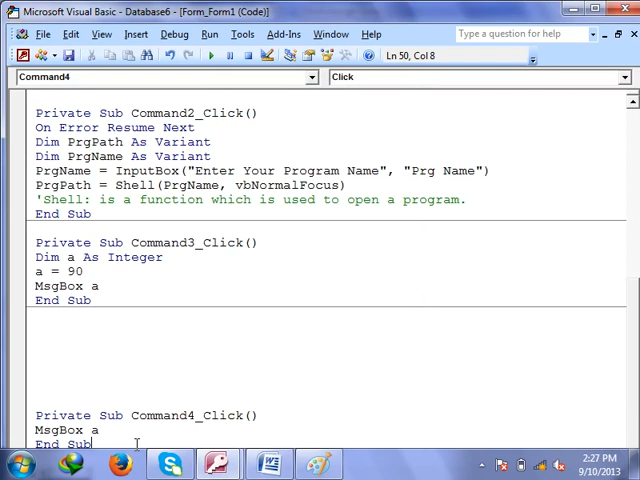 Microsoft Visual Basic - Database6 - [Form_Form1 (Code)]
File Edit View Insert Debug Run Tools Add-Ins Window Help
Type a question for help
Ln 50, Col 8
Command4
Click
Private Sub Command2_Click()
On Error Resume Next
Dim PrgPath As Variant
Dim PrgName As Variant
PrgName = InputBox("Enter Your Program Name", "Prg Name")
PrgPath = Shell(PrgName, vbNormalFocus)
'Shell: is a function which is used to open a program.
End Sub
Private Sub Command3_Click()
Dim a As Integer
a = 90
MsgBox a
End Sub
Private Sub Command4_Click()
MsgBox a
End Sub
2:27 PM
9/10/2013